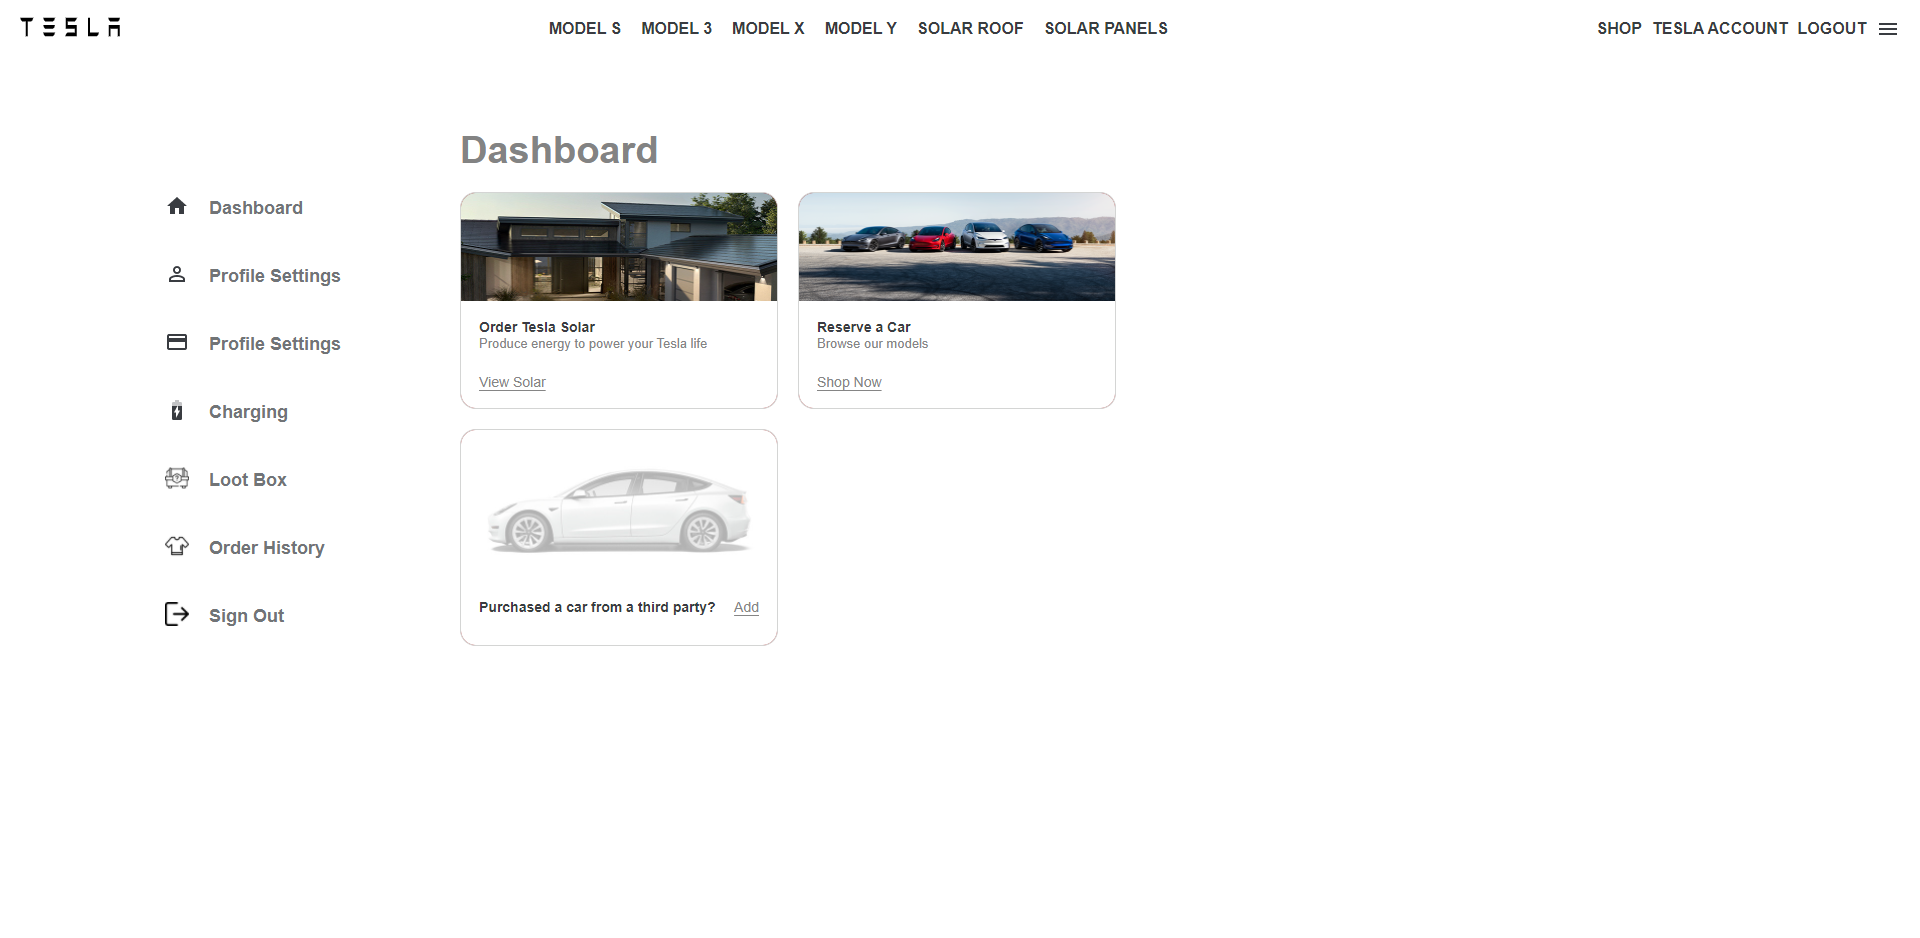 TESLA
MODEL S MODEL 3 MODEL X MODEL Y SOLAR ROOF SOLAR PANELS
SHOP TESLA ACCOUNT LOGOUT
Dashboard
Dashboard
Profile Settings
Profile Settings
Charging
Loot Box
Order History
Sign Out
Order Tesla Solar
Produce energy to power your Tesla life
View Solar
Reserve a Car
Browse our models
Shop Now
Purchased a car from a third party? Add